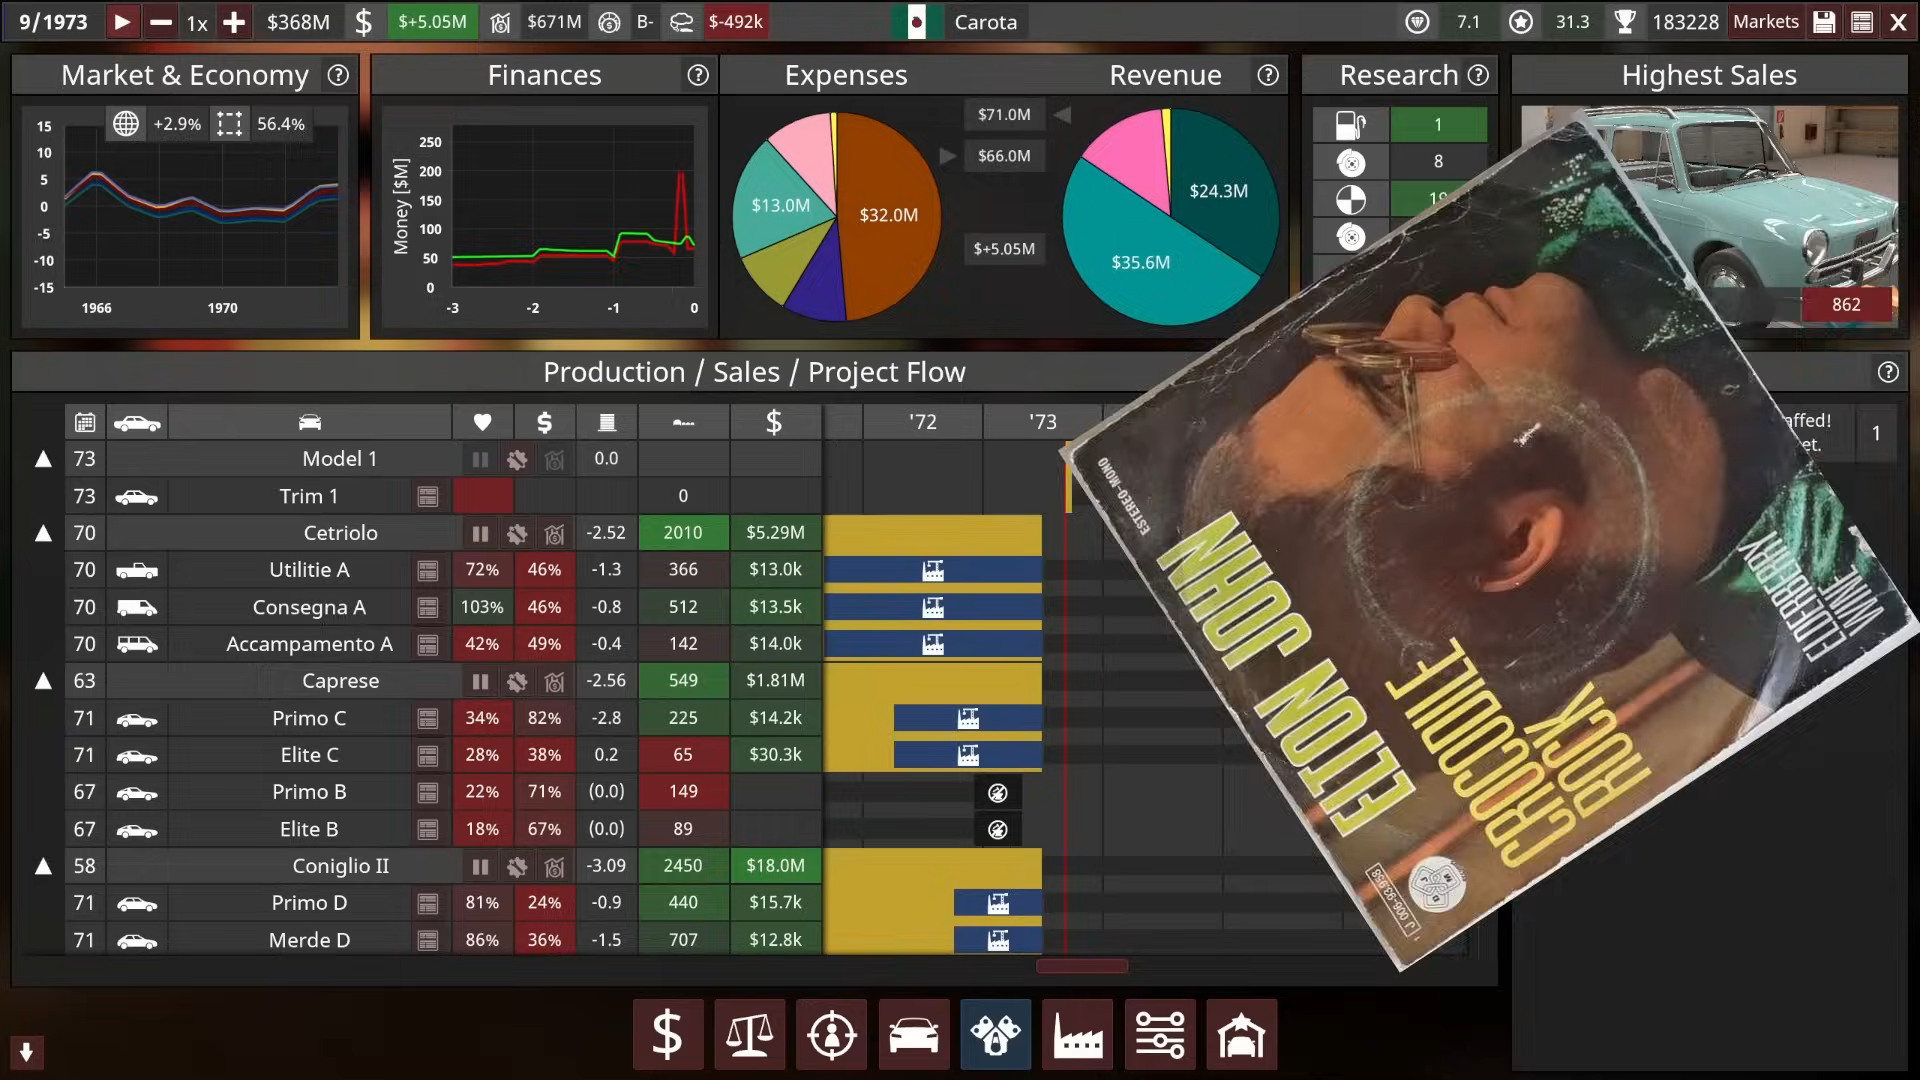 9/1973
1x
$368M
$+5.05M
$671M
B-
$-492k
Carota
7.1
31.3
183228
Markets
Market & Economy
Finances
Expenses
Revenue
Research
Highest Sales
+2.9%
56.4%
15
10
5
0
-5
-10
-15
1966
1970
Money [$M]
250
200
150
100
50
0
-3
-2
-1
0
$13.0M
$32.0M
$71.0M
$66.0M
$+5.05M
$24.3M
$35.6M
1
8
862
Production / Sales / Project Flow
'72
'73
affed!
et.
1
73 Model 1 0.0
73 Trim 1 0
70 Cetriolo -2.52 2010 $5.29M
70 Utilitie A 72% 46% -1.3 366 $13.0k
70 Consegna A 103% 46% -0.8 512 $13.5k
70 Accampamento A 42% 49% -0.4 142 $14.0k
63 Caprese -2.56 549 $1.81M
71 Primo C 34% 82% -2.8 225 $14.2k
71 Elite C 28% 38% 0.2 65 $30.3k
67 Primo B 22% 71% (0.0) 149
67 Elite B 18% 67% (0.0) 89
58 Coniglio II -3.09 2450 $18.0M
71 Primo D 81% 24% -0.9 440 $15.7k
71 Merde D 86% 36% -1.5 707 $12.8k
ESTEREO-MONO
ELTON JOHN
CROCODILE
ROCK
ELDERBERRY
WINE
J 006-93.958